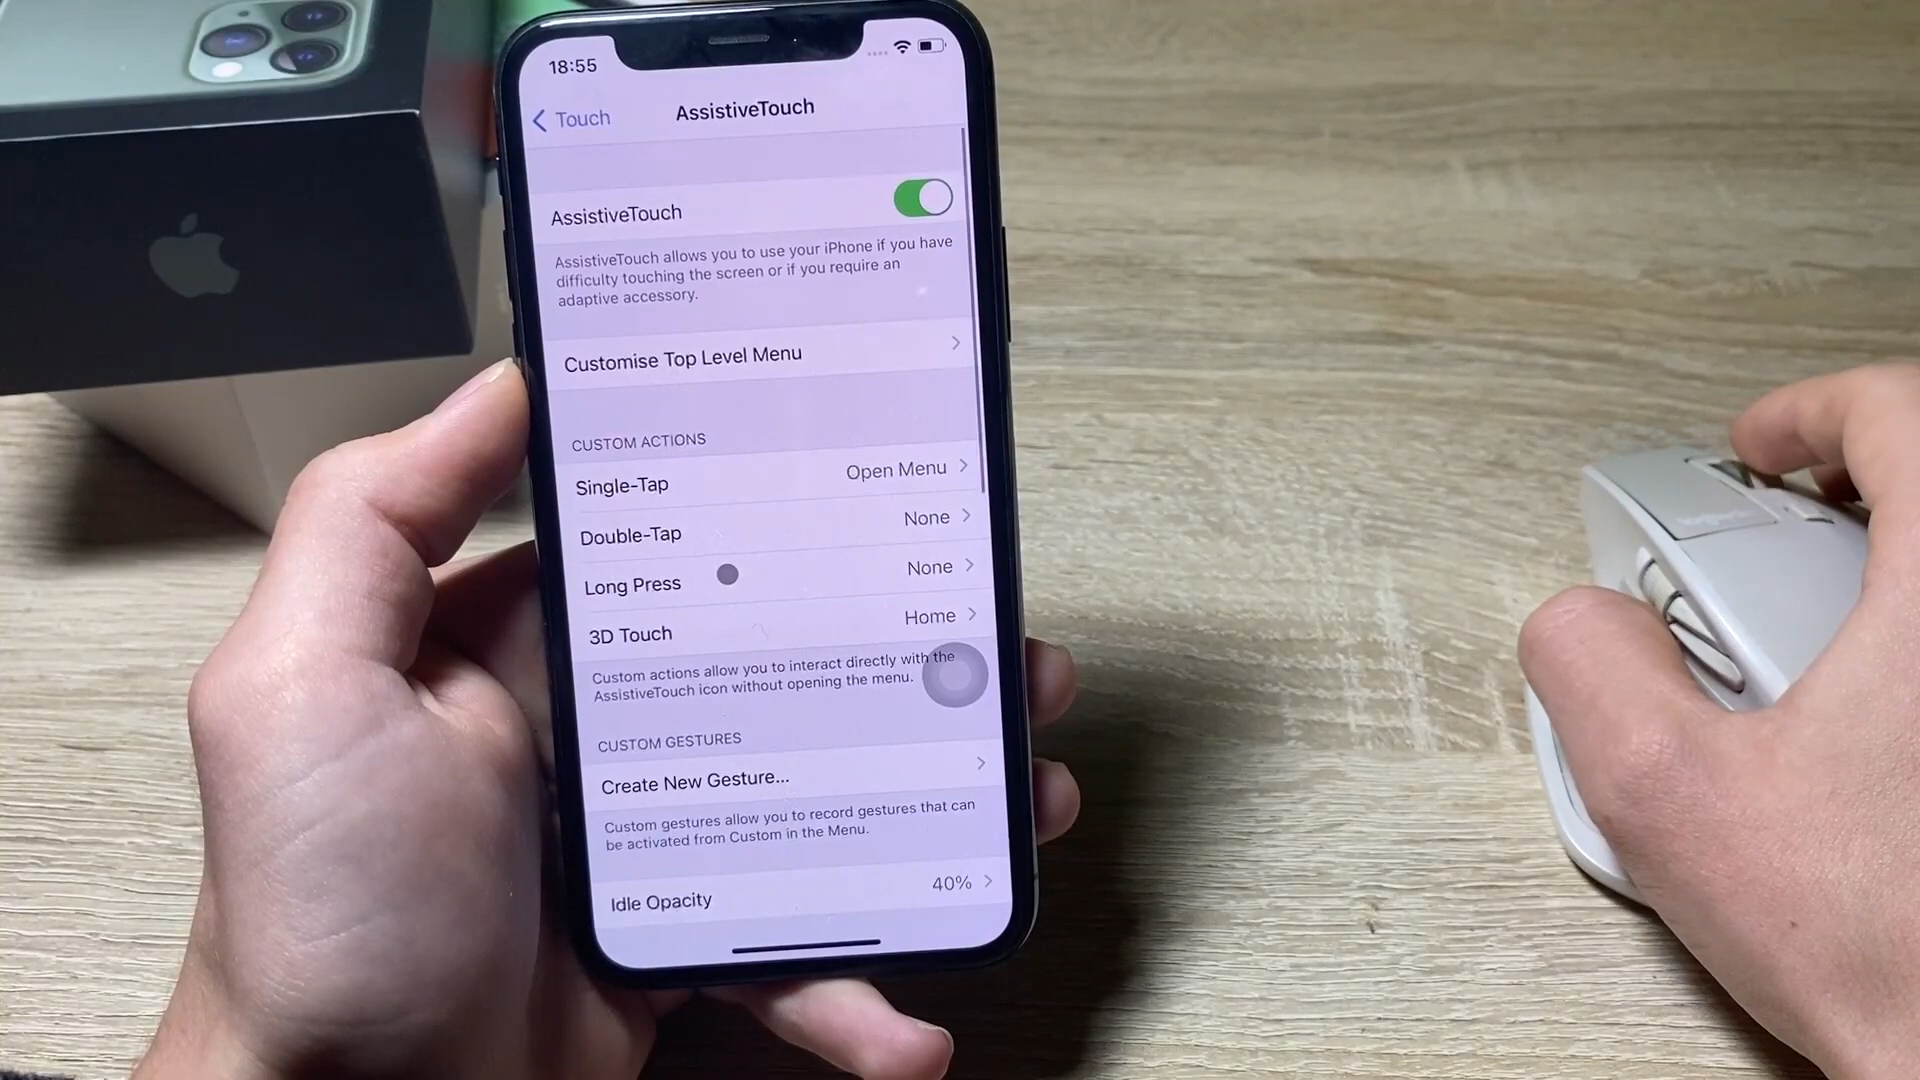 18:55
Touch
AssistiveTouch
AssistiveTouch
AssistiveTouch allows you to use your iPhone if you have
difficulty touching the screen or if you require an
adaptive accessory.
Customise Top Level Menu
CUSTOM ACTIONS
Single-Tap Open Menu
Double-Tap None
Long Press None
3D Touch Home
Custom actions allow you to interact directly with the
AssistiveTouch icon without opening the menu.
CUSTOM GESTURES
Create New Gesture...
Custom gestures allow you to record gestures that can
be activated from Custom in the Menu.
Idle Opacity 40%